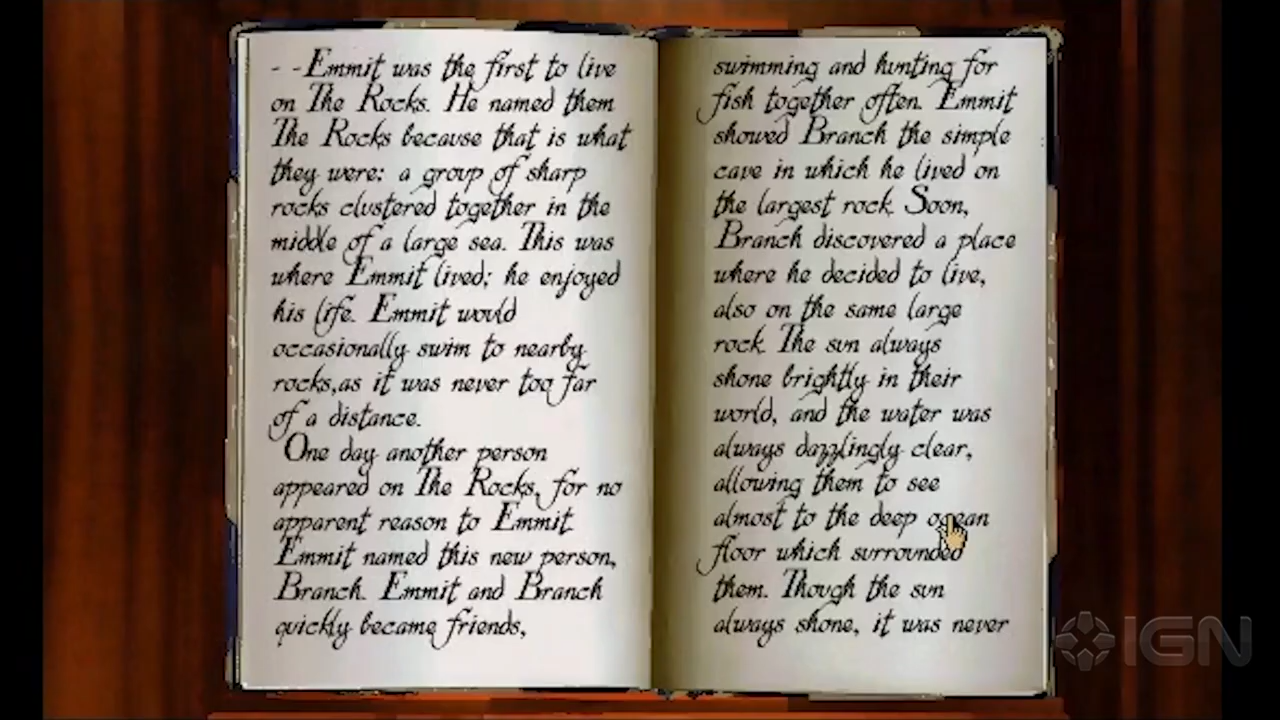 - -Emmit was the first to live
on The Rocks. He named them
The Rocks because that is what
they were: a group of sharp
rocks clustered together in the
middle of a large sea. This was
where Emmit lived; he enjoyed
his life. Emmit would
occasionally swim to nearby
rocks,as it was never too far
of a distance.
One day another person
appeared on The Rocks, for no
apparent reason to Emmit.
Emmit named this new person,
Branch. Emmit and Branch
quickly became friends,
swimming and hunting for
fish together often. Emmit
showed Branch the simple
cave in which he lived on
the largest rock. Soon,
Branch discovered a place
where he decided to live,
also on the same large
rock. The sun always
shone brightly in their
world, and the water was
always dazzlingly clear,
allowing them to see
almost to the deep ocean
floor which surrounded
them. Though the sun
always shone, it was never
IGN